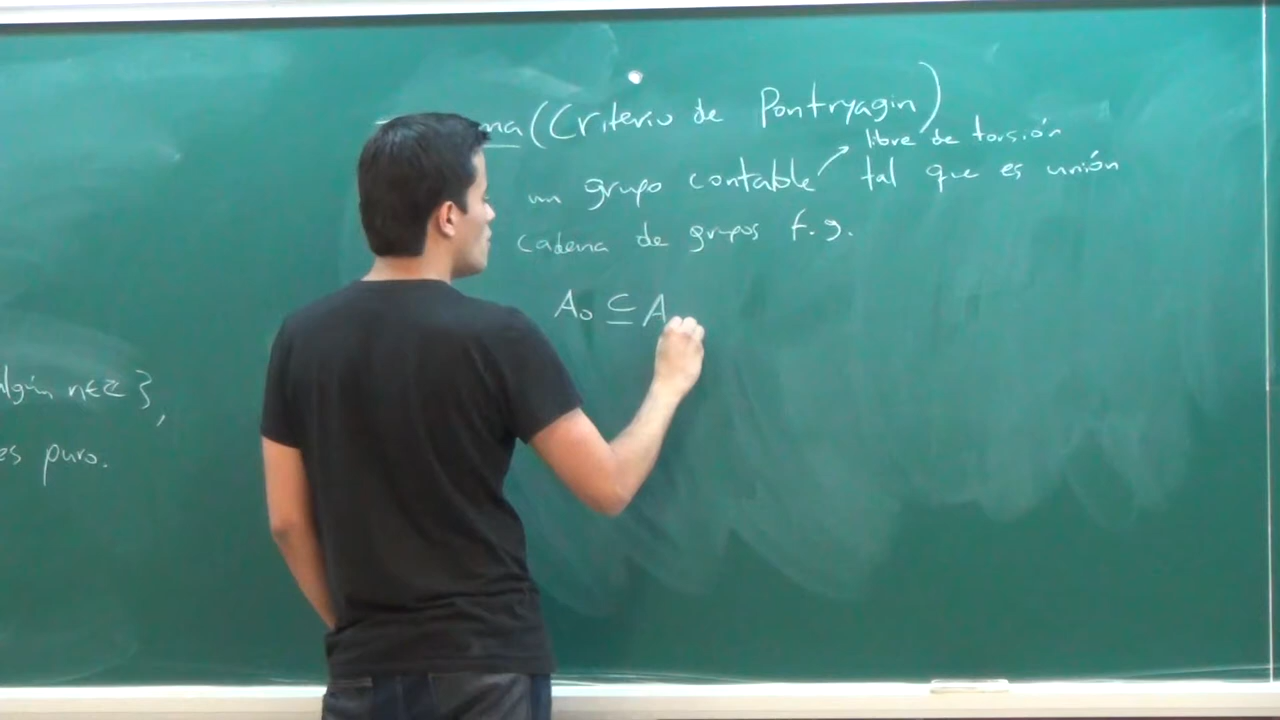 (Criterio de Pontryagin)
libre de torsión
un grupo contable tal que es unión
cadena de grupos f.g.
A₀ ⊆ A
algún n∈ℤ},
es puro.